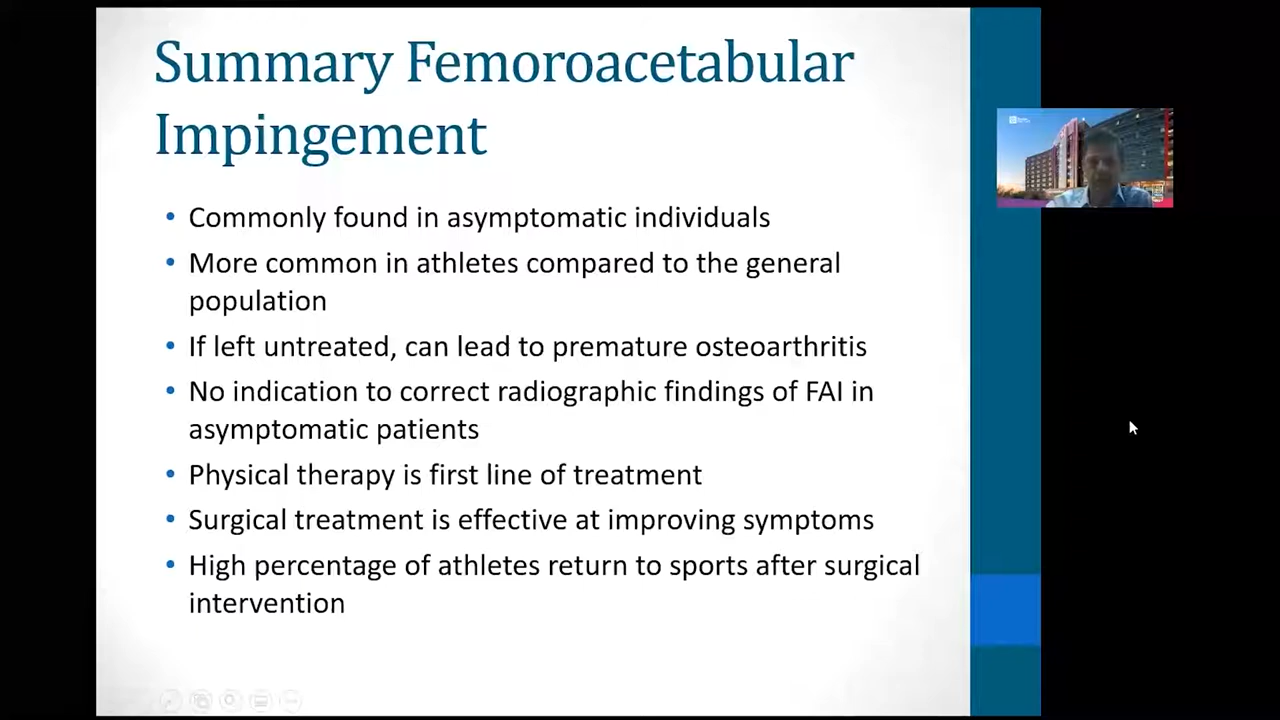 Summary Femoroacetabular
Impingement
• Commonly found in asymptomatic individuals
• More common in athletes compared to the general
population
• If left untreated, can lead to premature osteoarthritis
• No indication to correct radiographic findings of FAI in
asymptomatic patients
• Physical therapy is first line of treatment
• Surgical treatment is effective at improving symptoms
• High percentage of athletes return to sports after surgical
intervention